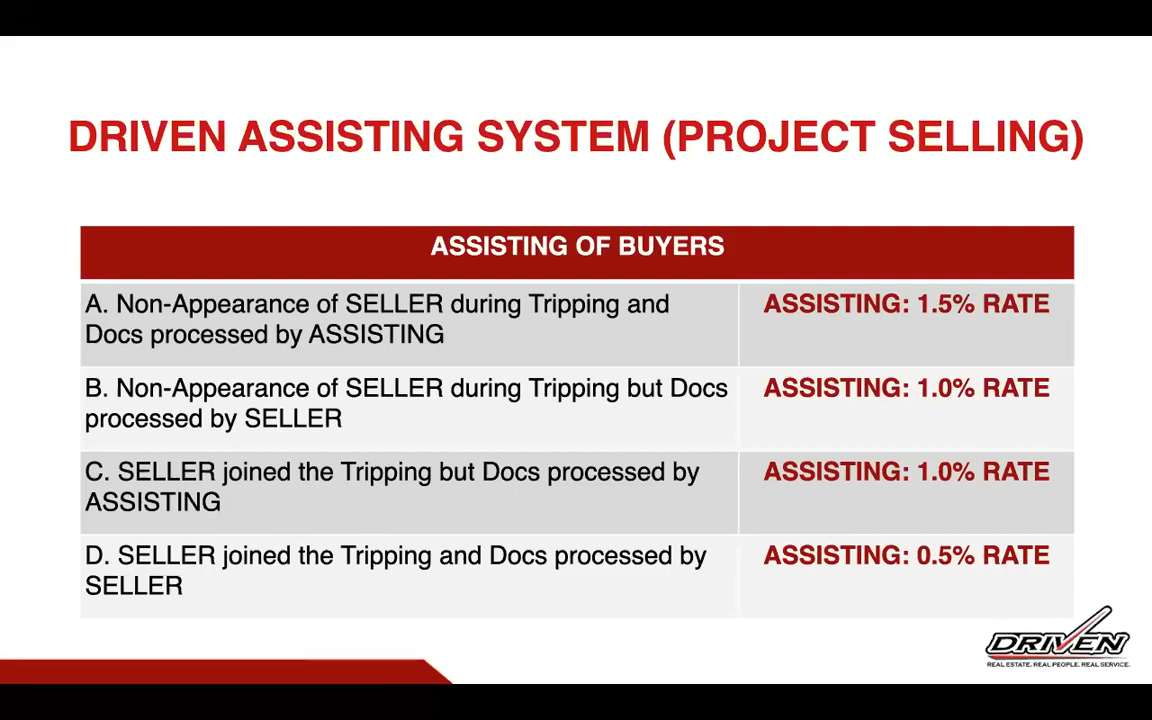 DRIVEN ASSISTING SYSTEM (PROJECT SELLING)
ASSISTING OF BUYERS
A. Non-Appearance of SELLER during Tripping and
Docs processed by ASSISTING
ASSISTING: 1.5% RATE
B. Non-Appearance of SELLER during Tripping but Docs
processed by SELLER
ASSISTING: 1.0% RATE
C. SELLER joined the Tripping but Docs processed by
ASSISTING
ASSISTING: 1.0% RATE
D. SELLER joined the Tripping and Docs processed by
SELLER
ASSISTING: 0.5% RATE
DRIVEN
REAL ESTATE. REAL PEOPLE. REAL SERVICE.